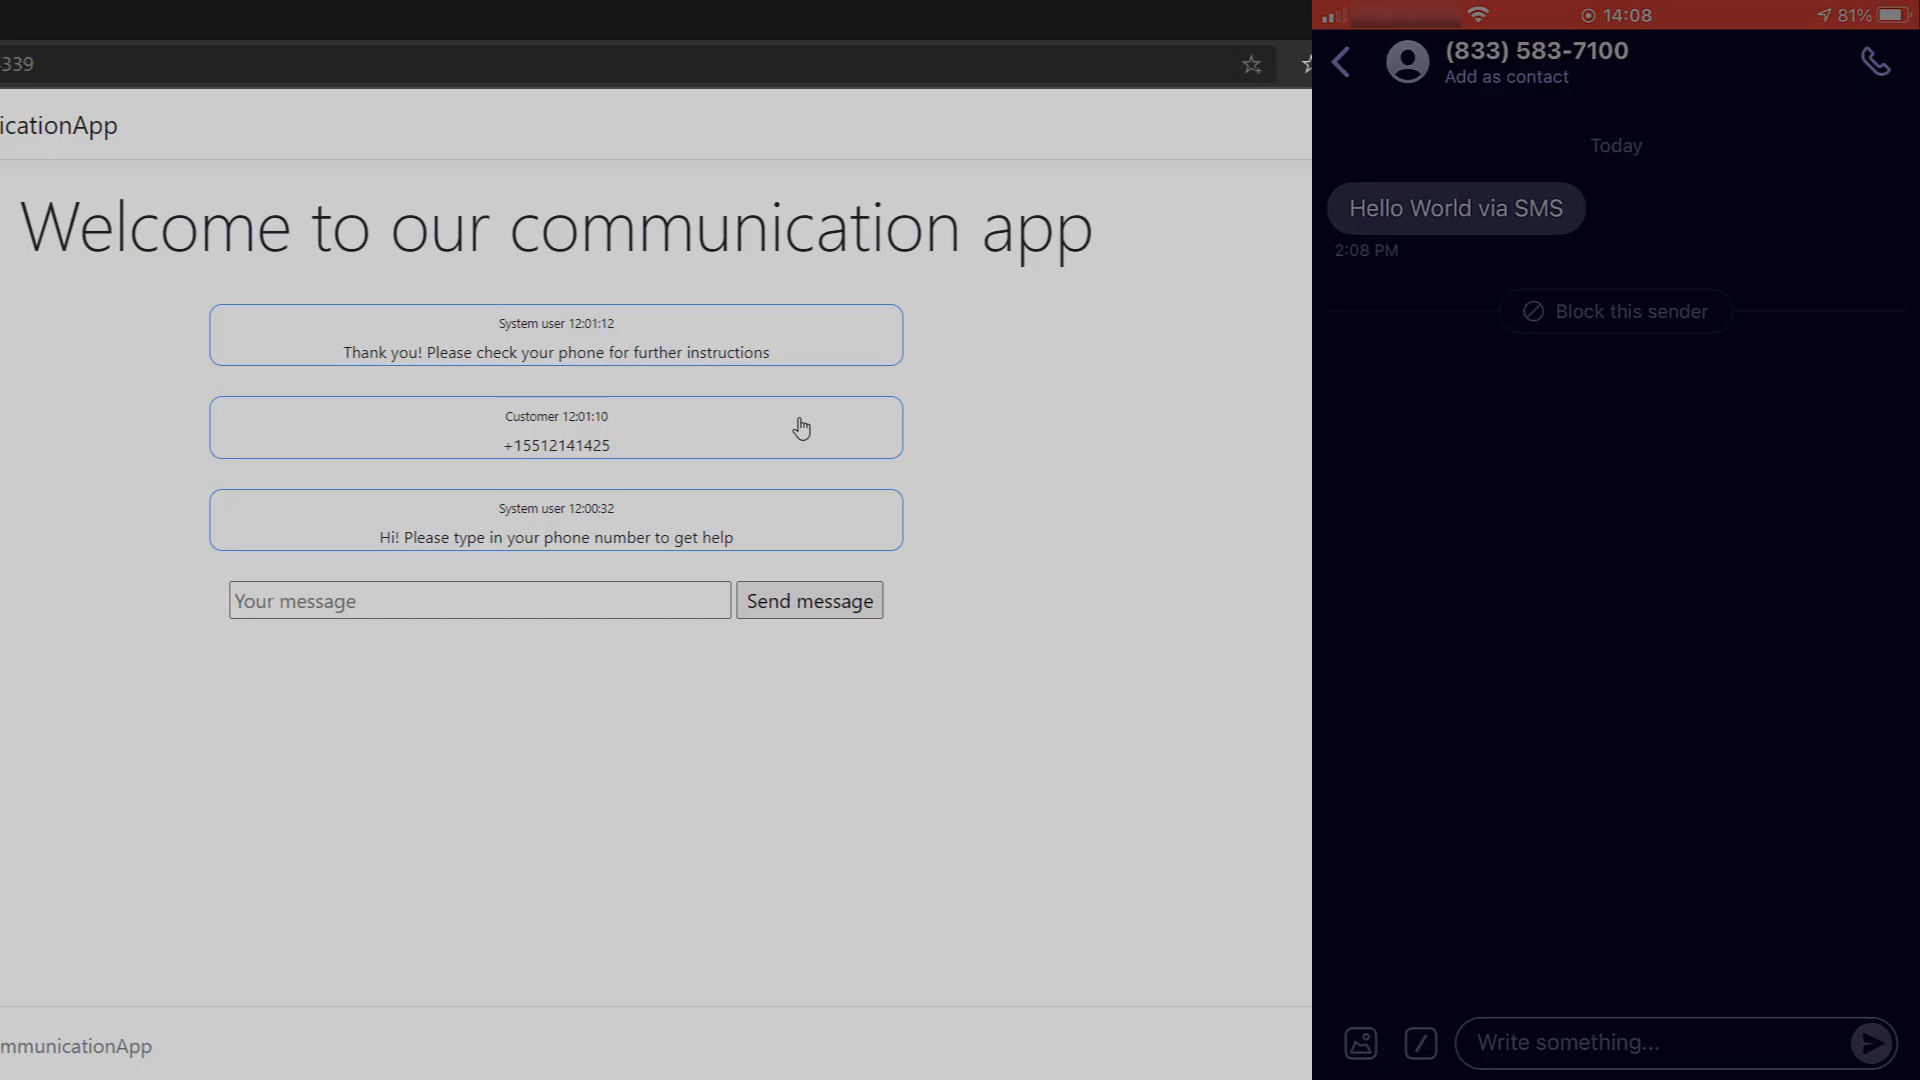 339
icationApp
Welcome to our communication app
System user 12:01:12
Thank you! Please check your phone for further instructions
Customer 12:01:10
+15512141425
System user 12:00:32
Hi! Please type in your phone number to get help
Your message
Send message
mmunicationApp
14:08
81%
(833) 583-7100
Add as contact
Today
Hello World via SMS
2:08 PM
Block this sender
Write something...